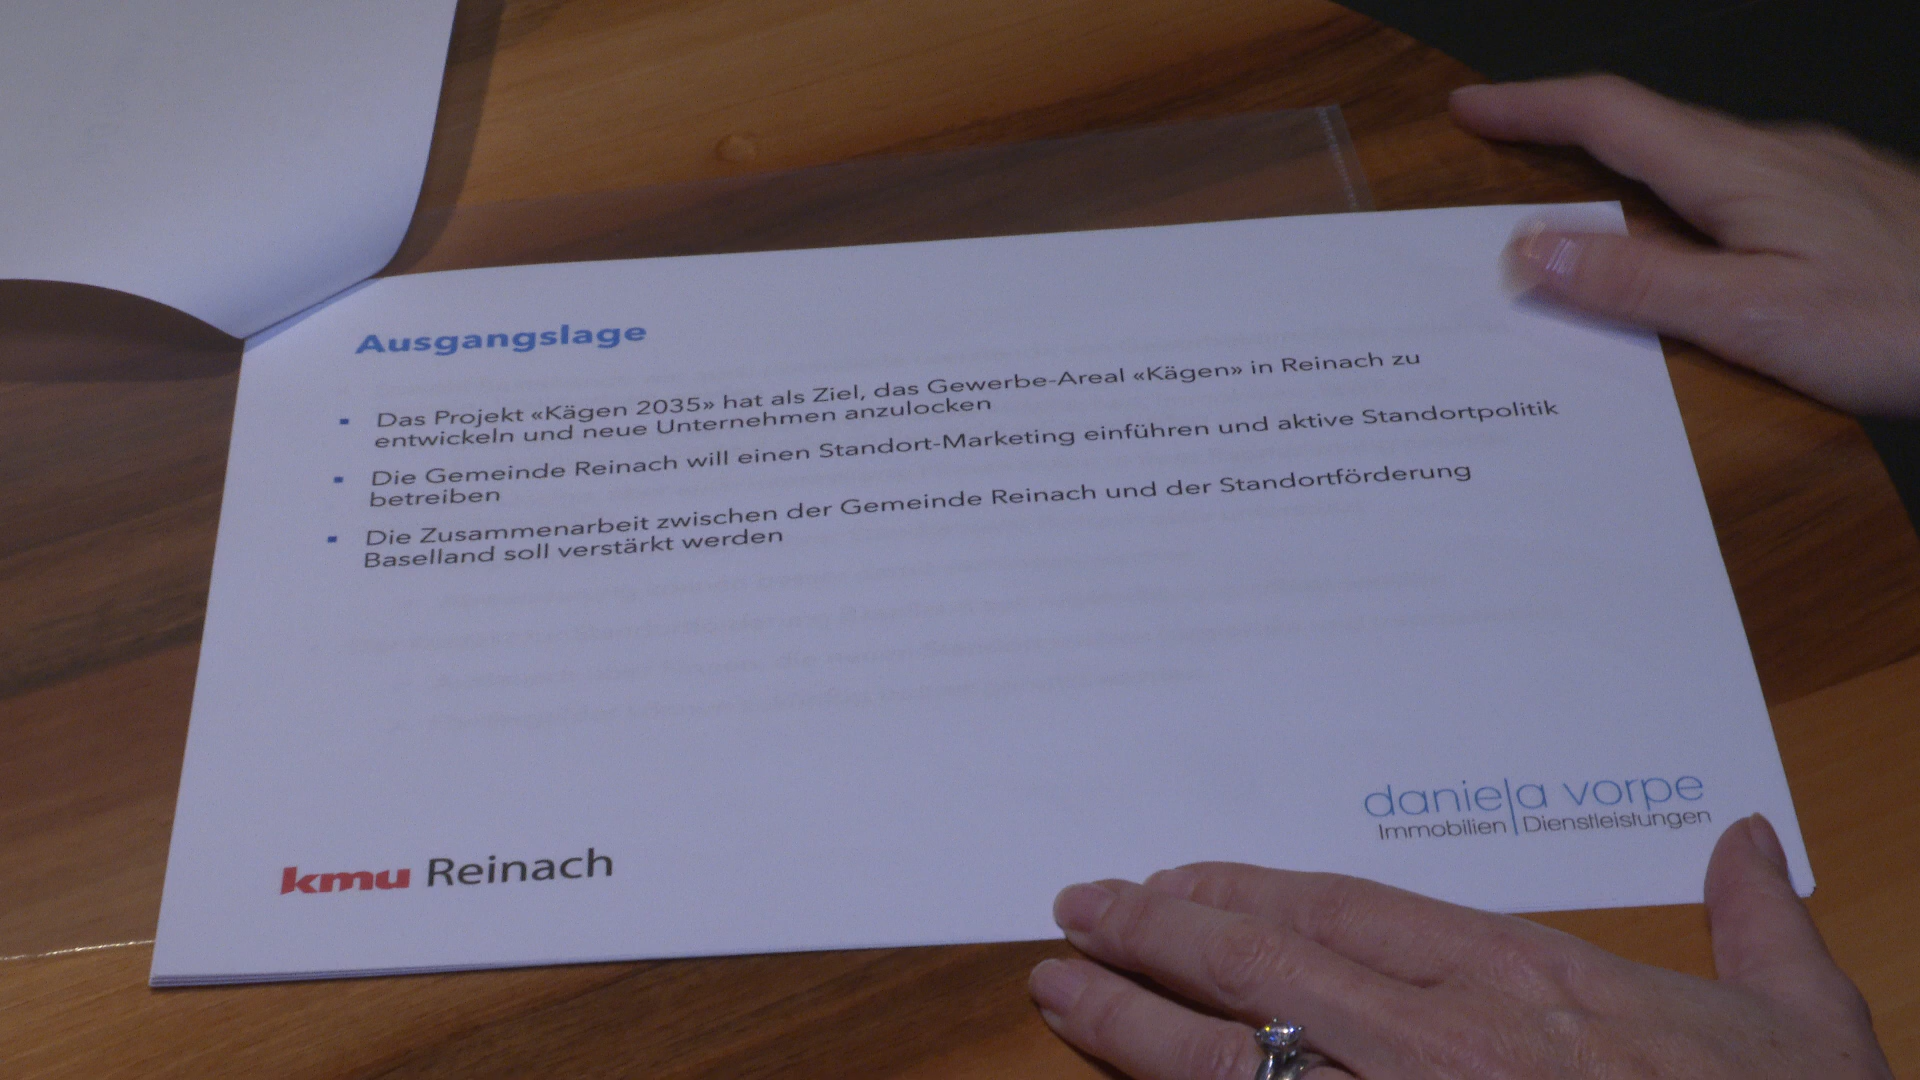 Ausgangslage
▪ Das Projekt «Kägen 2035» hat als Ziel, das Gewerbe-Areal «Kägen» in Reinach zu
entwickeln und neue Unternehmen anzulocken
▪ Die Gemeinde Reinach will einen Standort-Marketing einführen und aktive Standortpolitik
betreiben
▪ Die Zusammenarbeit zwischen der Gemeinde Reinach und der Standortförderung
Baselland soll verstärkt werden
daniela vorpe
Immobilien | Dienstleistungen
kmu Reinach